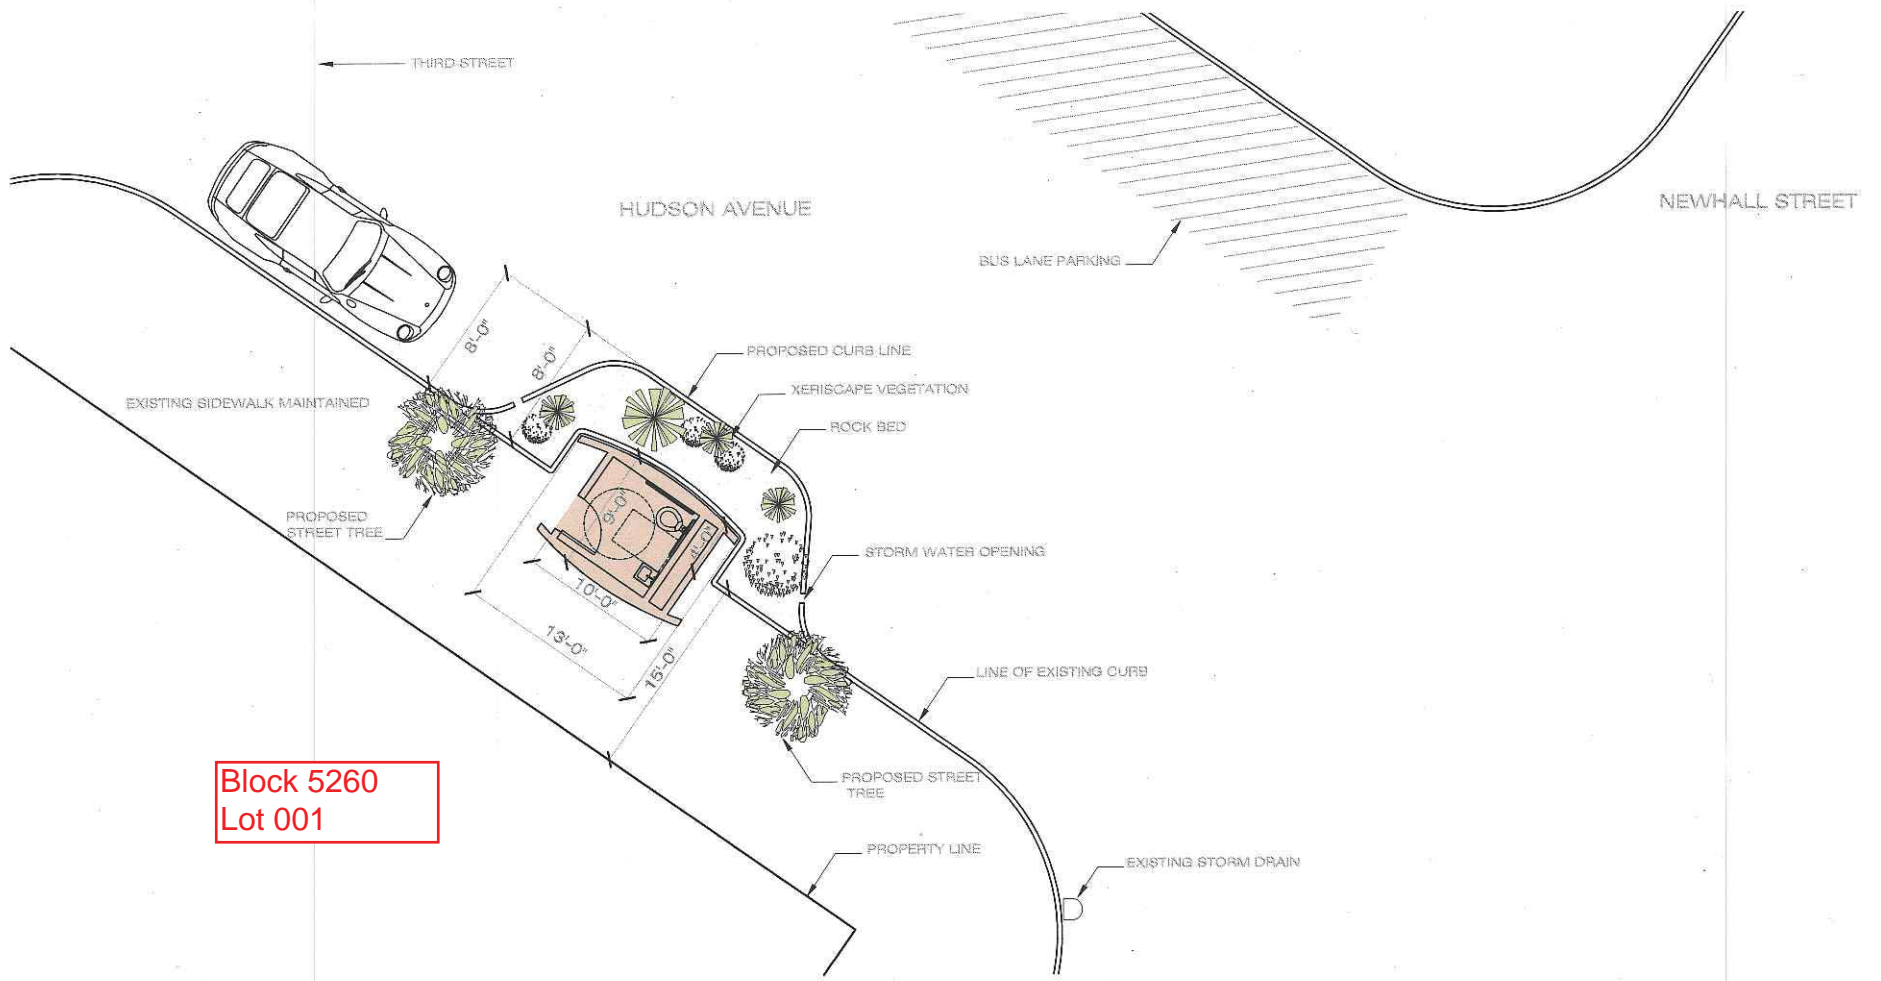 THIRD STREET
HUDSON AVENUE
NEWHALL STREET
BUS LANE PARKING
8'-0"
8'-0"
PROPOSED CURB LINE
XERISCAPE VEGETATION
EXISTING SIDEWALK MAINTAINED
ROCK BED
PROPOSED
STREET TREE
9'-0"
4'-0"
STORM WATER OPENING
10'-0"
13'-0"
15'-0"
LINE OF EXISTING CURB
Block 5260
Lot 001
PROPOSED STREET
TREE
PROPERTY LINE
EXISTING STORM DRAIN